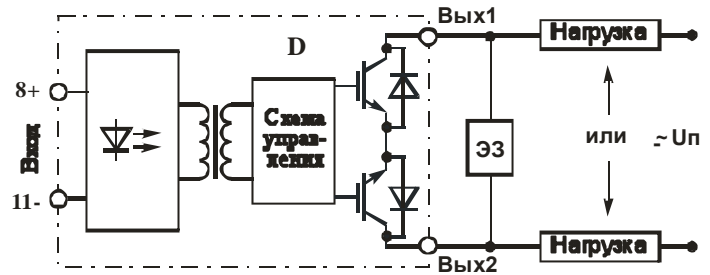 Вых1
Нагрузка
D
8+
Вход
Схема
управ-
ления
ЭЗ
или
~ Uп
11-
Вых2
Нагрузка